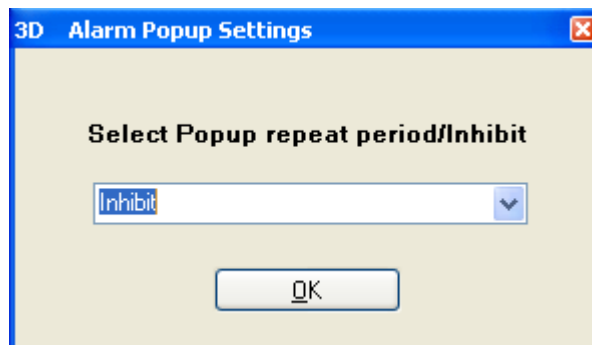 3D Alarm Popup Settings
Select Popup repeat period/Inhibit
Inhibit
OK